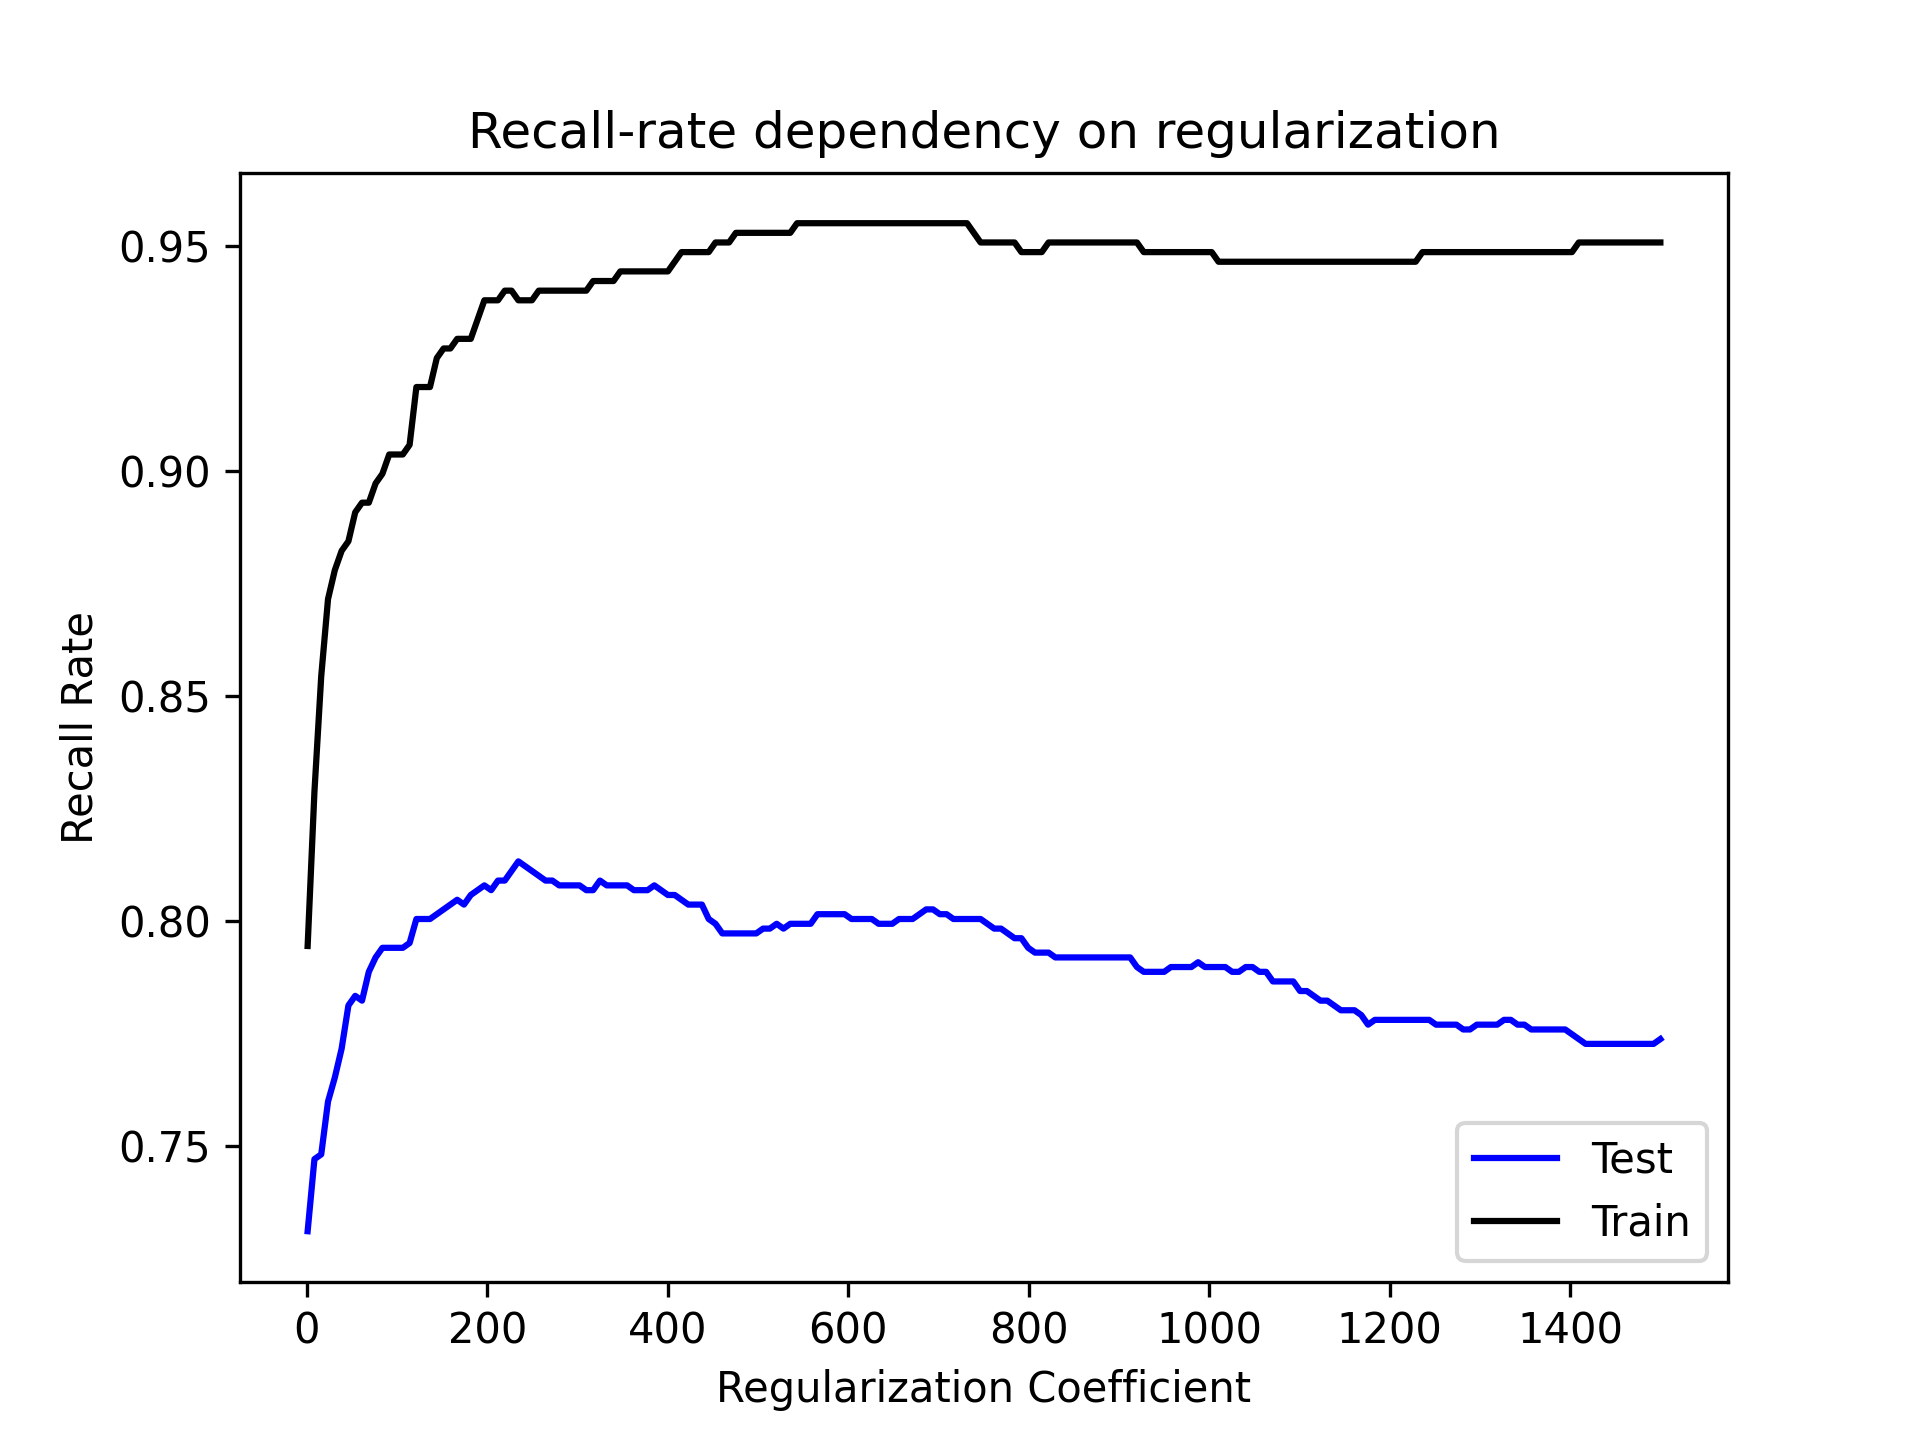 Recall-rate dependency on regularization
0.95
0.90
0.85
0.80
0.75
Recall Rate
Test
Train
0 200 400 600 800 1000 1200 1400
Regularization Coefficient